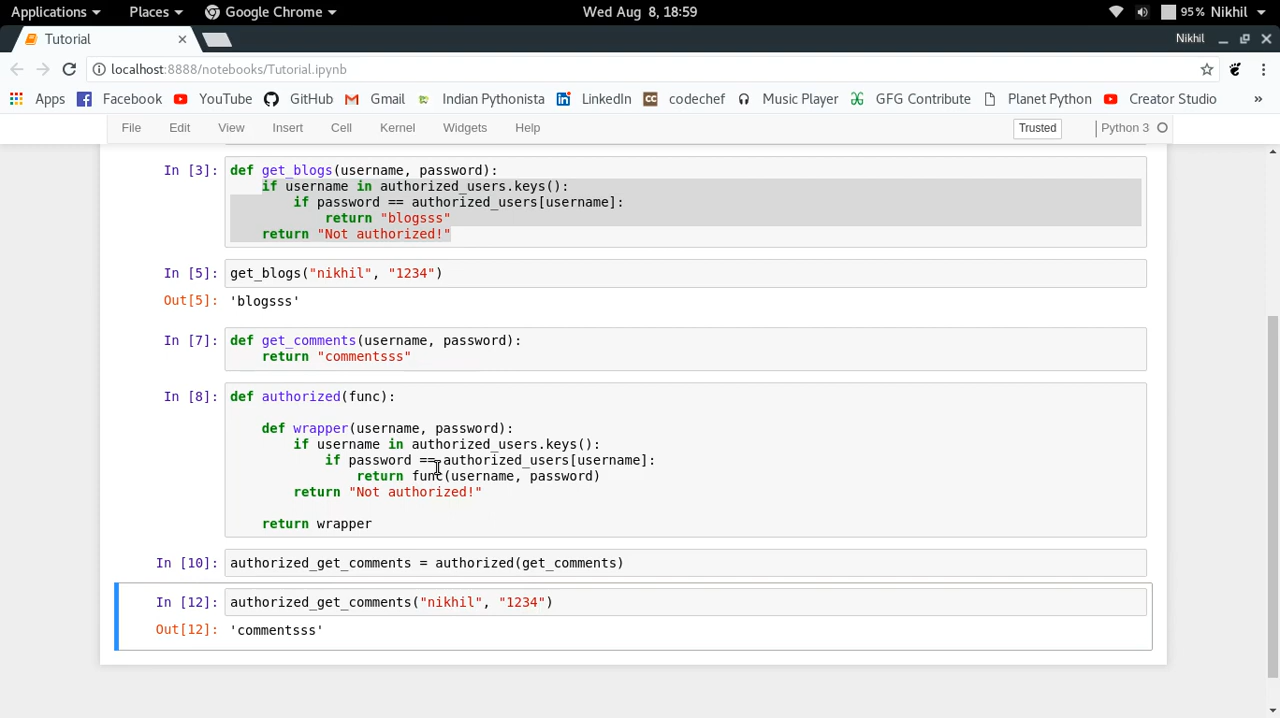 Applications Places Google Chrome Wed Aug 8, 18:59 95% Nikhil
Tutorial Nikhil
localhost:8888/notebooks/Tutorial.ipynb
Apps Facebook YouTube GitHub Gmail Indian Pythonista LinkedIn CC codechef Music Player GFG Contribute Planet Python Creator Studio »
File Edit View Insert Cell Kernel Widgets Help Trusted Python 3
In [3]: def get_blogs(username, password):
if username in authorized_users.keys():
if password == authorized_users[username]:
return "blogsss"
return "Not authorized!"
In [5]: get_blogs("nikhil", "1234")
Out[5]: 'blogsss'
In [7]: def get_comments(username, password):
return "commentsss"
In [8]: def authorized(func):
def wrapper(username, password):
if username in authorized_users.keys():
if password == authorized_users[username]:
return func(username, password)
return "Not authorized!"
return wrapper
In [10]: authorized_get_comments = authorized(get_comments)
In [12]: authorized_get_comments("nikhil", "1234")
Out[12]: 'commentsss'